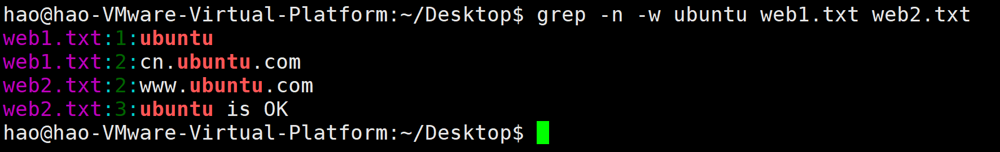 hao@hao-VMware-Virtual-Platform:~/Desktop$ grep -n -w ubuntu web1.txt web2.txt
web1.txt:1:ubuntu
web1.txt:2:cn.ubuntu.com
web2.txt:2:www.ubuntu.com
web2.txt:3:ubuntu is OK
hao@hao-VMware-Virtual-Platform:~/Desktop$